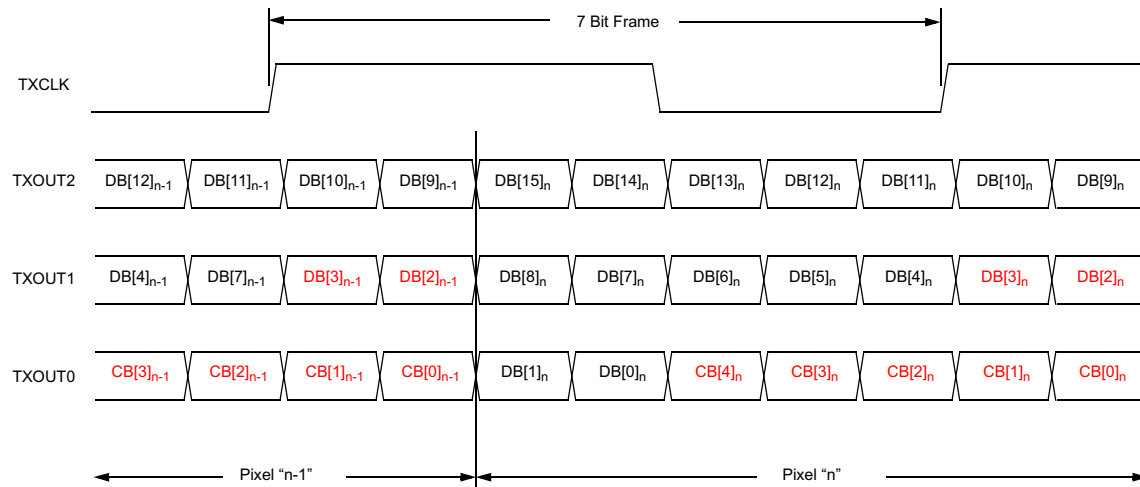 7 Bit Frame
TXCLK
TXOUT2 DB[12]n-1 DB[11]n-1 DB[10]n-1 DB[9]n-1 DB[15]n DB[14]n DB[13]n DB[12]n DB[11]n DB[10]n DB[9]n
TXOUT1 DB[4]n-1 DB[7]n-1 DB[3]n-1 DB[2]n-1 DB[8]n DB[7]n DB[6]n DB[5]n DB[4]n DB[3]n DB[2]n
TXOUT0 CB[3]n-1 CB[2]n-1 CB[1]n-1 CB[0]n-1 DB[1]n DB[0]n CB[4]n CB[3]n CB[2]n CB[1]n CB[0]n
Pixel “n-1” Pixel “n”